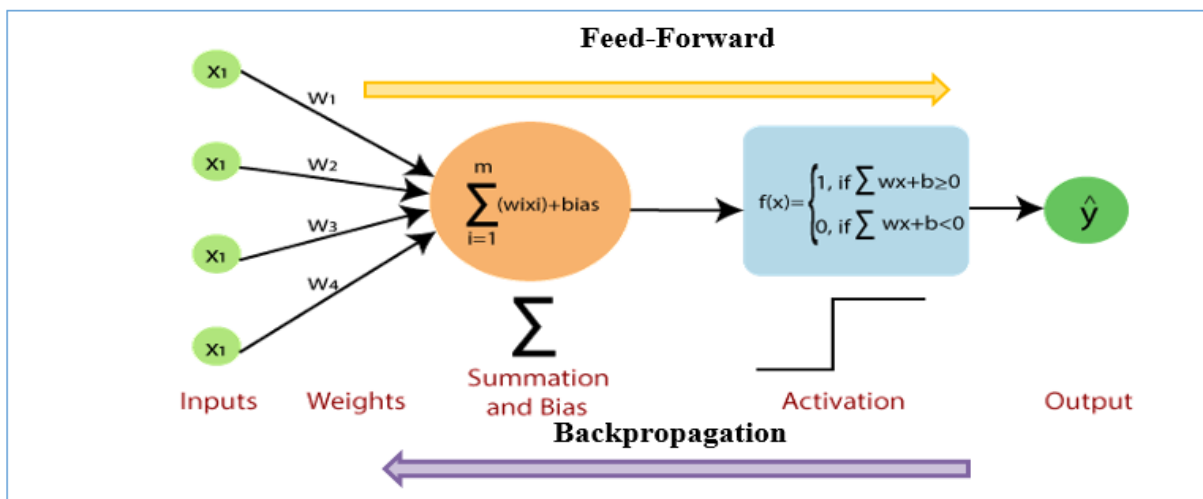 Feed-Forward
x1
w1
x1
w2
x1
w3
x1
w4
m
∑(wixi)+bias
i=1
f(x)={1, if ∑ wx+b≥0
0, if ∑ wx+b<0
ŷ
∑
Inputs
Weights
Summation
and Bias
Activation
Output
Backpropagation